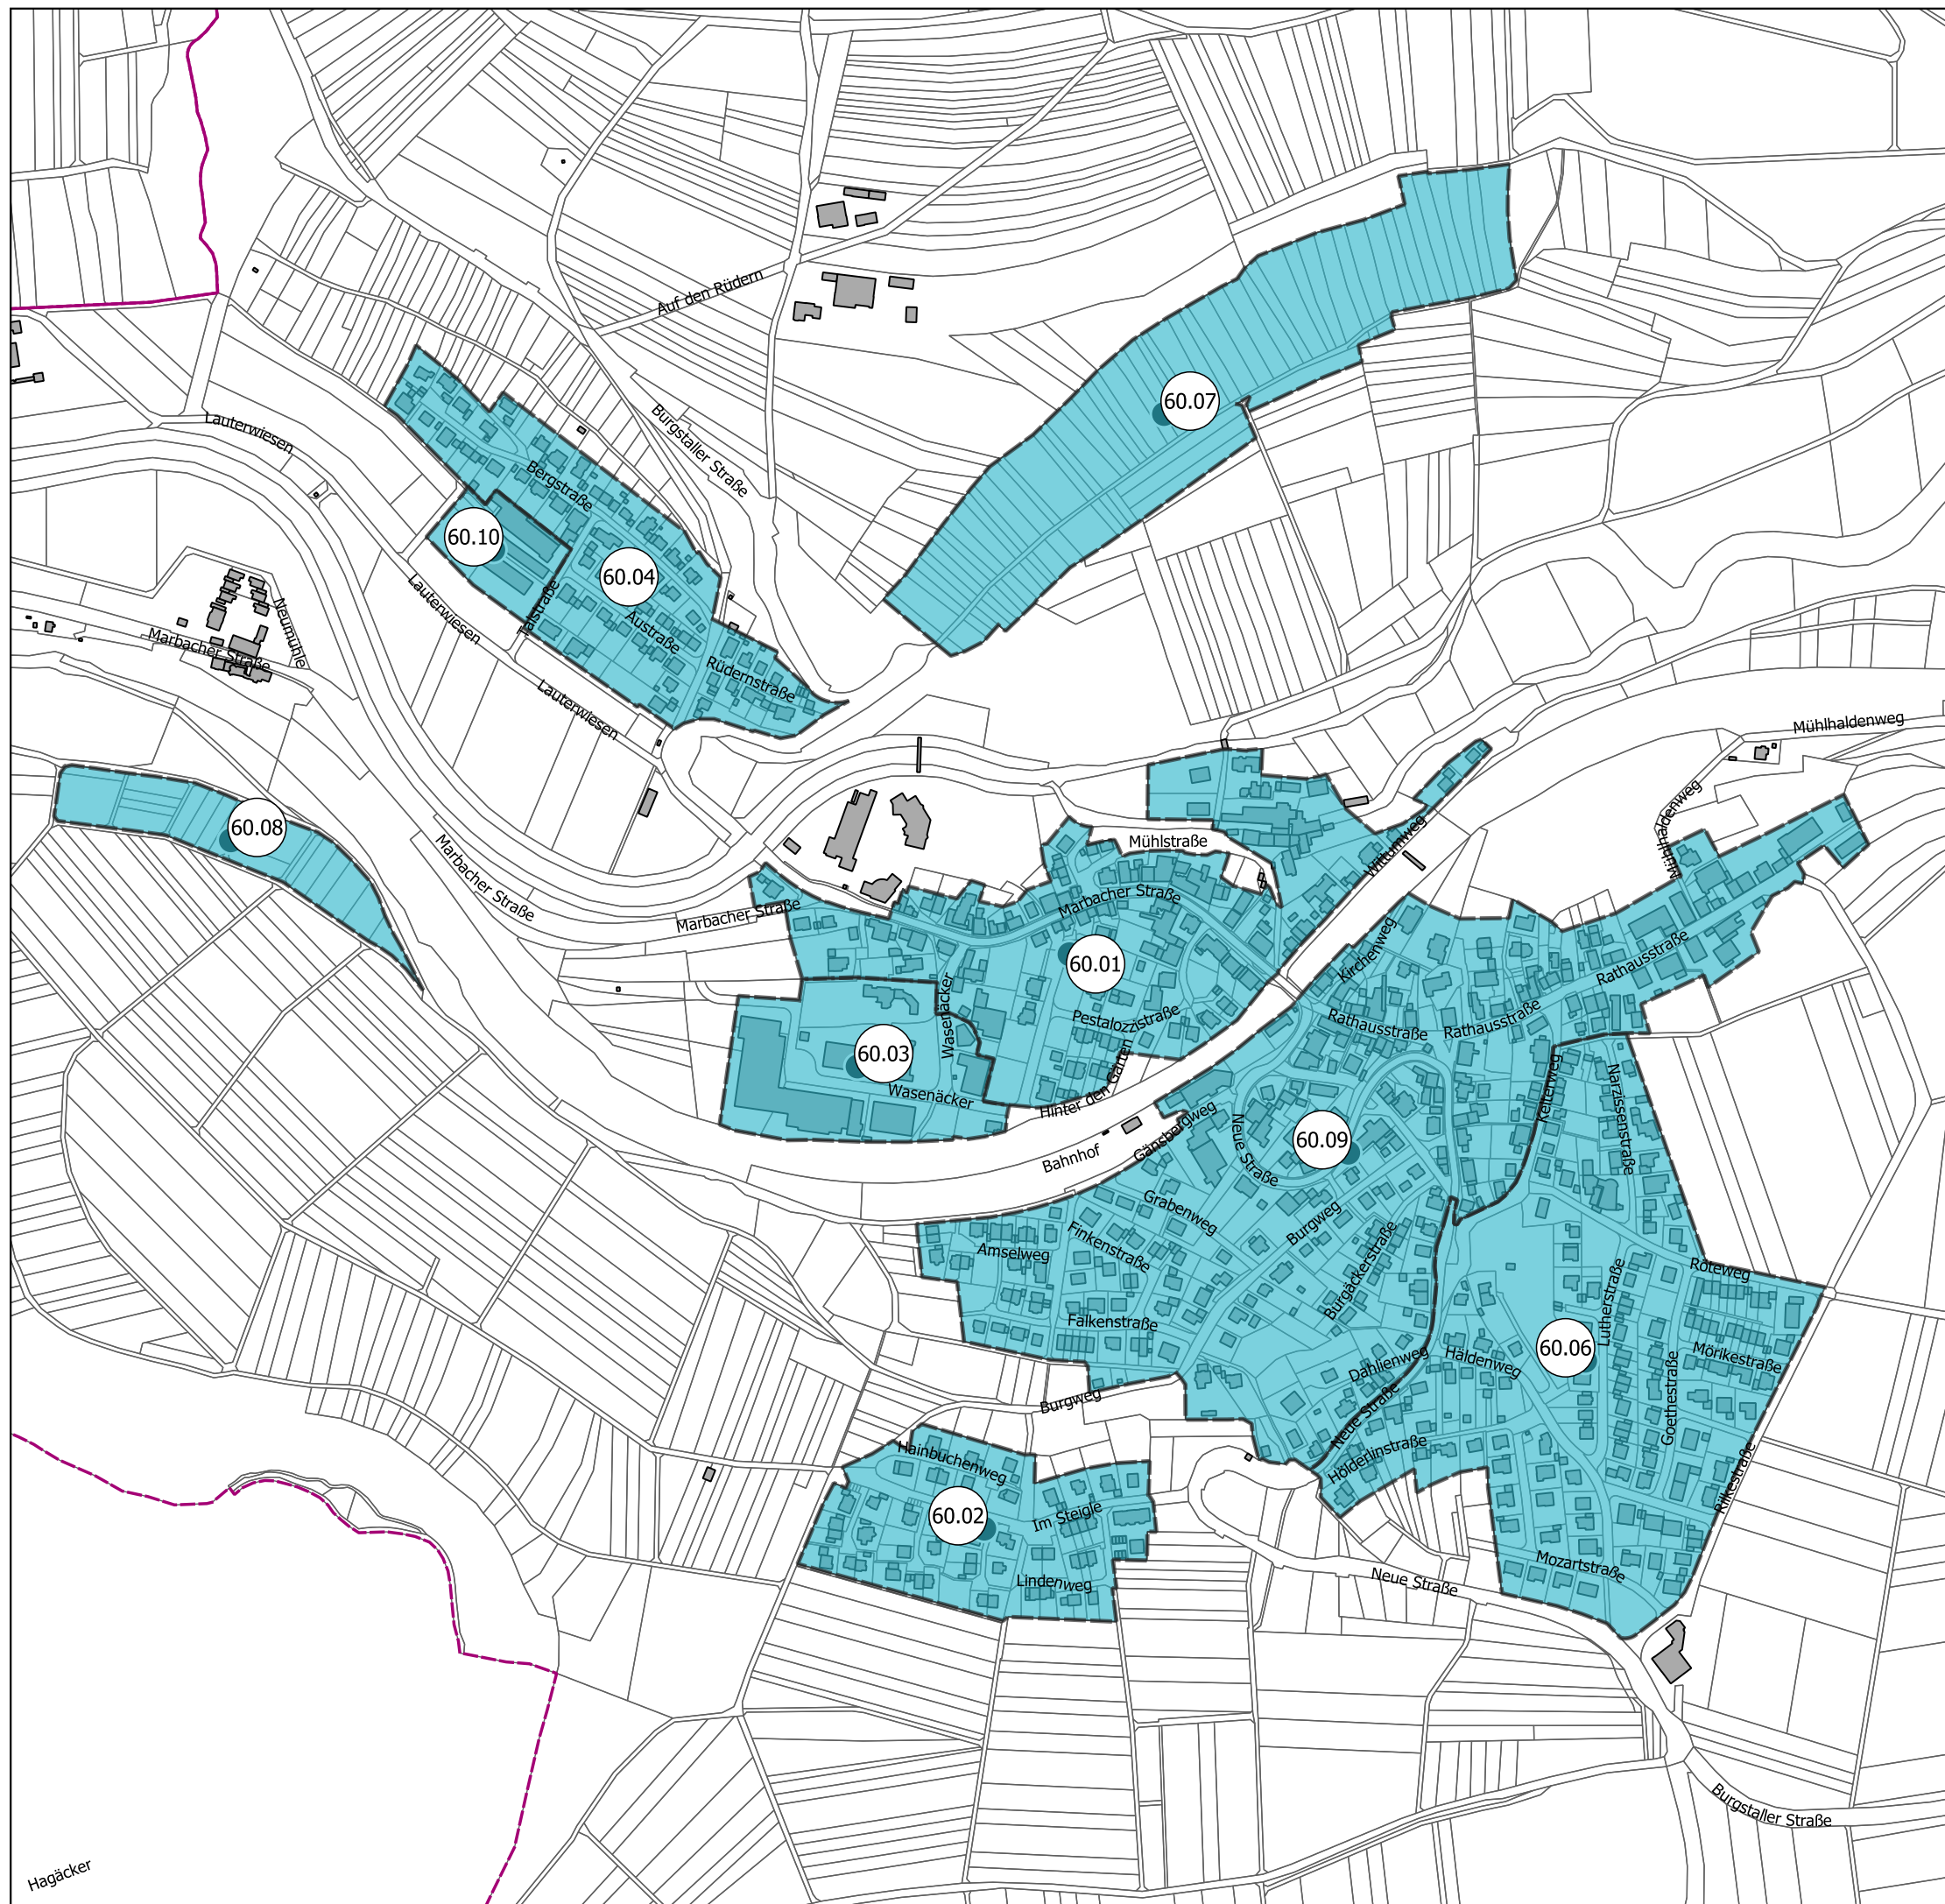 Auf den Rüdern
60.07
Lauterwiesen
Burgstaller Straße
Bergstraße
60.10
60.04
Lauterwiesen
Talstraße
Austraße
Neumühle
Marbacher Straße
Rüdernstraße
Lauterwiesen
Mühlhaldenweg
60.08
Mühlhaldenweg
Mühlstraße
Wittumweg
Marbacher Straße
Marbacher Straße
Marbacher Straße
Kirchenweg
60.01
Rathausstraße
Wasenäcker
Pestalozzistraße
Rathausstraße
Rathausstraße
60.03
Wasenäcker
Hinter den Gärten
Kelterweg
Narzissenstraße
Gänsbergweg
60.09
Neue Straße
Bahnhof
Grabenweg
Burgweg
Finkenstraße
Amselweg
Burgäckerstraße
Roteweg
Lutherstraße
Falkenstraße
60.06
Dahlienweg
Häldenweg
Mörikestraße
Goethestraße
Burgweg
Neue Straße
Hainbuchenweg
Hölderlinstraße
Rilkestraße
60.02
Im Steigle
Lindenweg
Mozartstraße
Neue Straße
Burgstaller Straße
Hagäcker